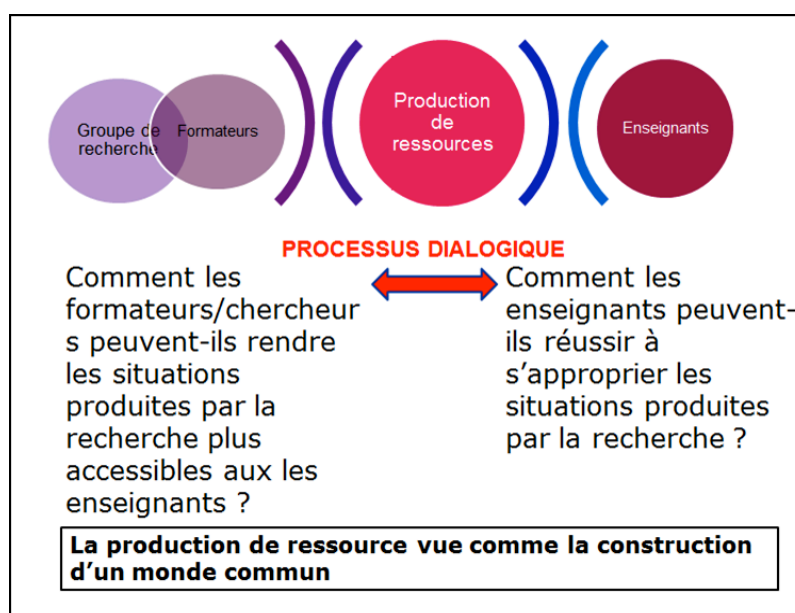 Groupe de
recherche
Formateurs
Production
de
ressources
Enseignants
PROCESSUS DIALOGIQUE
Comment les
formateurs/chercheur
s peuvent-ils rendre
les situations
produites par la
recherche plus
accessibles aux les
enseignants ?
Comment les
enseignants peuvent-
ils réussir à
s’approprier les
situations produites
par la recherche ?
La production de ressource vue comme la construction
d’un monde commun